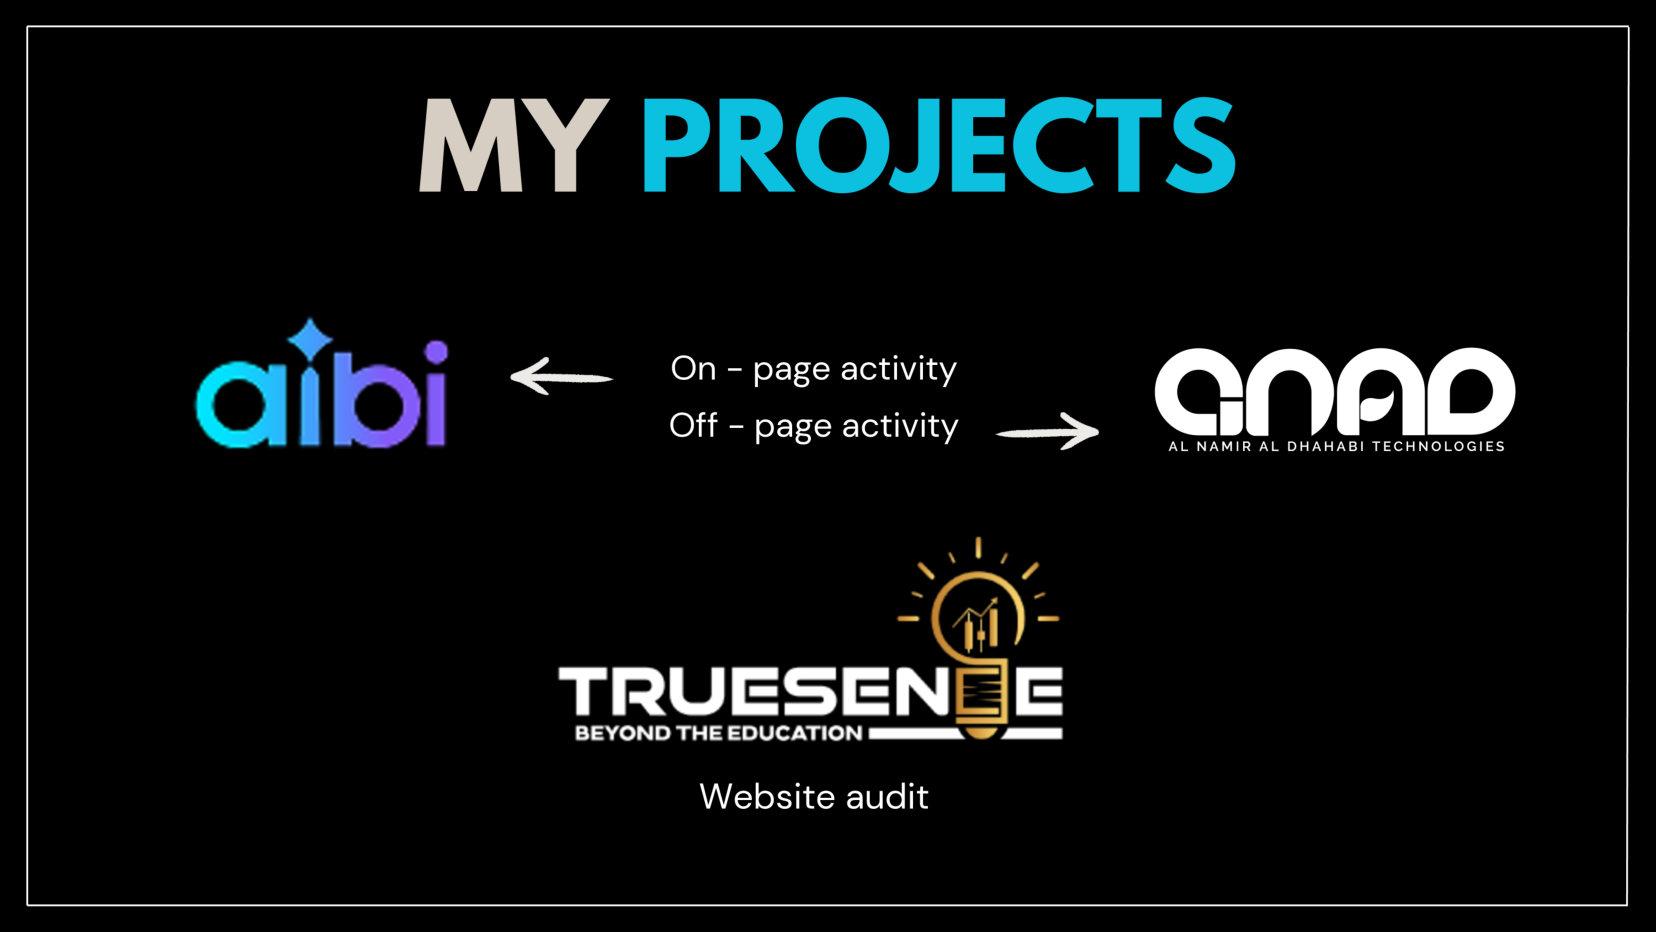 MY PROJECTS
aibi
On - page activity
Off - page activity
anad
AL NAMIR AL DHAHABI TECHNOLOGIES
TRUESENSE
BEYOND THE EDUCATION
Website audit